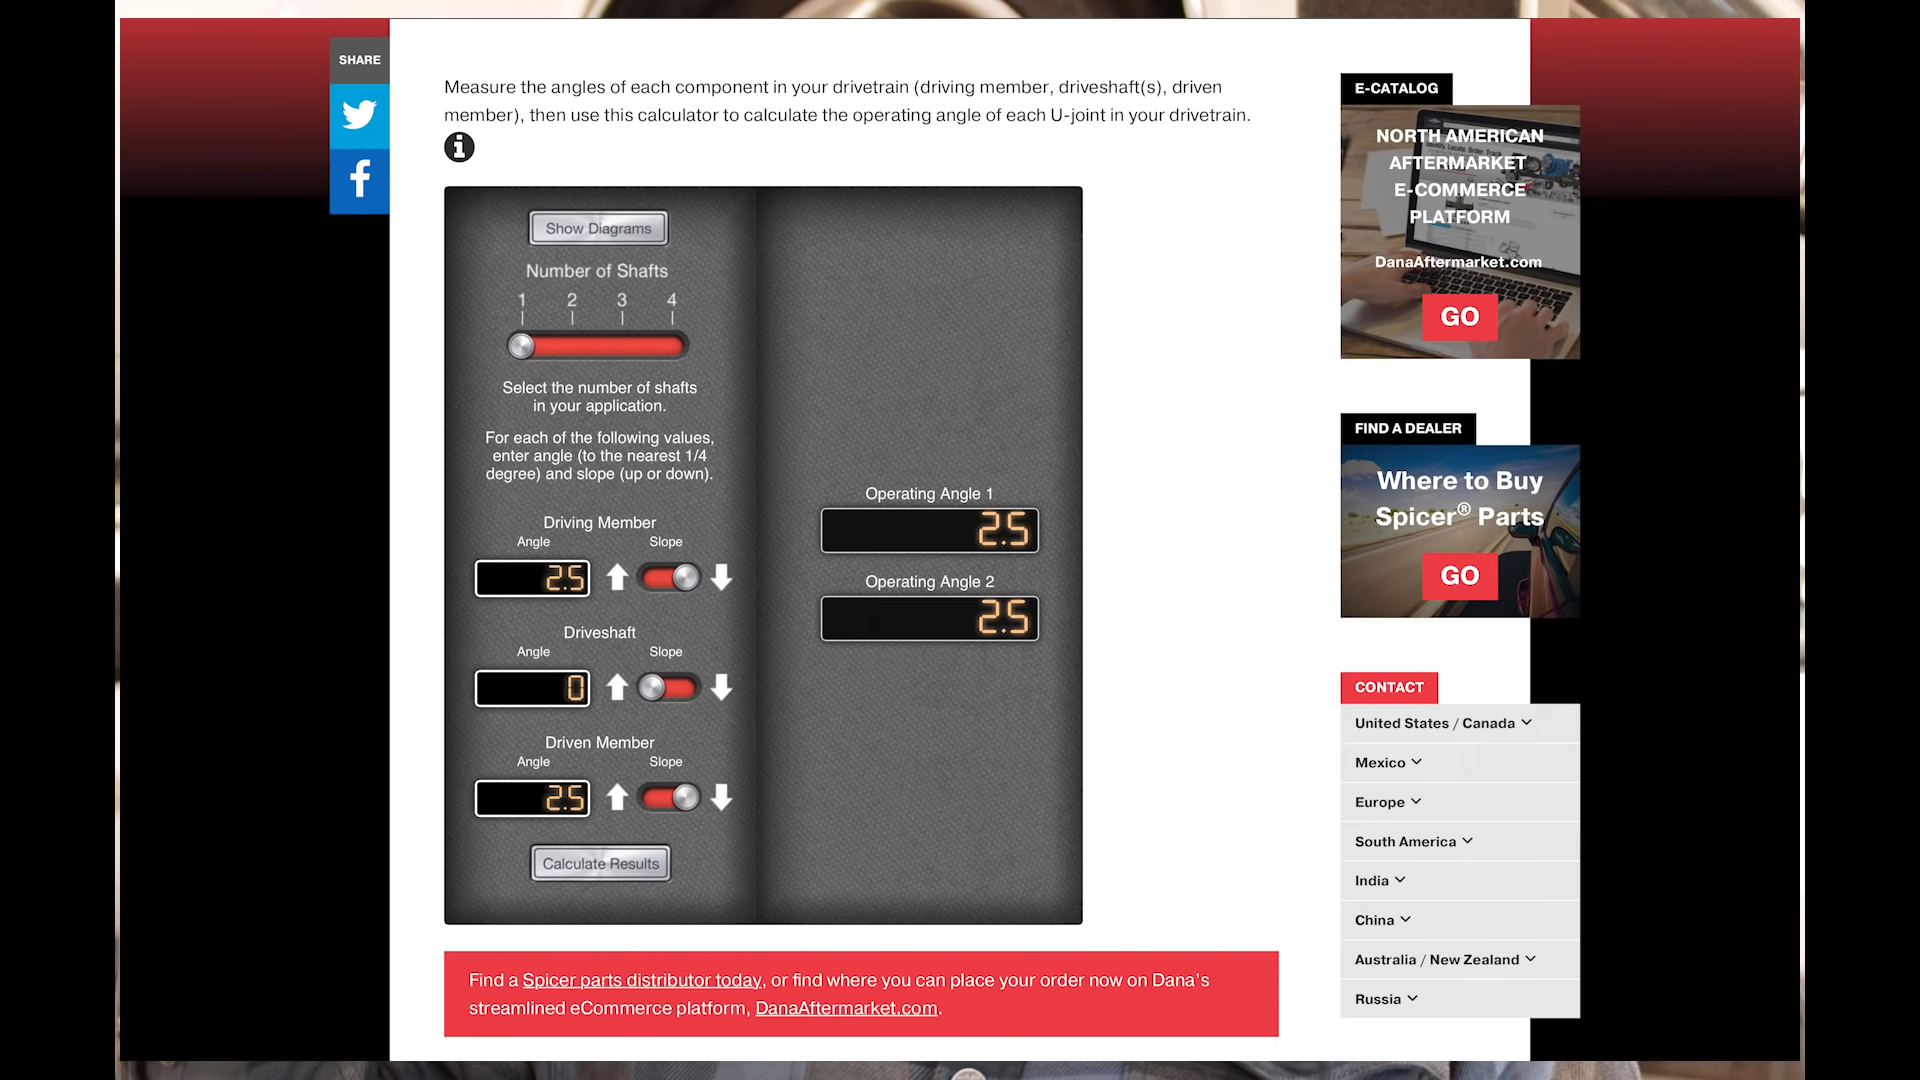 SHARE
Measure the angles of each component in your drivetrain (driving member, driveshaft(s), driven
member), then use this calculator to calculate the operating angle of each U-joint in your drivetrain.
Show Diagrams
Number of Shafts
1 2 3 4
Select the number of shafts
in your application.
For each of the following values,
enter angle (to the nearest 1/4
degree) and slope (up or down).
Driving Member
Angle Slope
2.5
Driveshaft
Angle Slope
0
Driven Member
Angle Slope
2.5
Calculate Results
Operating Angle 1
2.5
Operating Angle 2
2.5
Find a Spicer parts distributor today, or find where you can place your order now on Dana's
streamlined eCommerce platform, DanaAftermarket.com.
E-CATALOG
NORTH AMERICAN
AFTERMARKET
E-COMMERCE
PLATFORM
DanaAftermarket.com
GO
FIND A DEALER
Where to Buy
Spicer® Parts
GO
CONTACT
United States / Canada
Mexico
Europe
South America
India
China
Australia / New Zealand
Russia